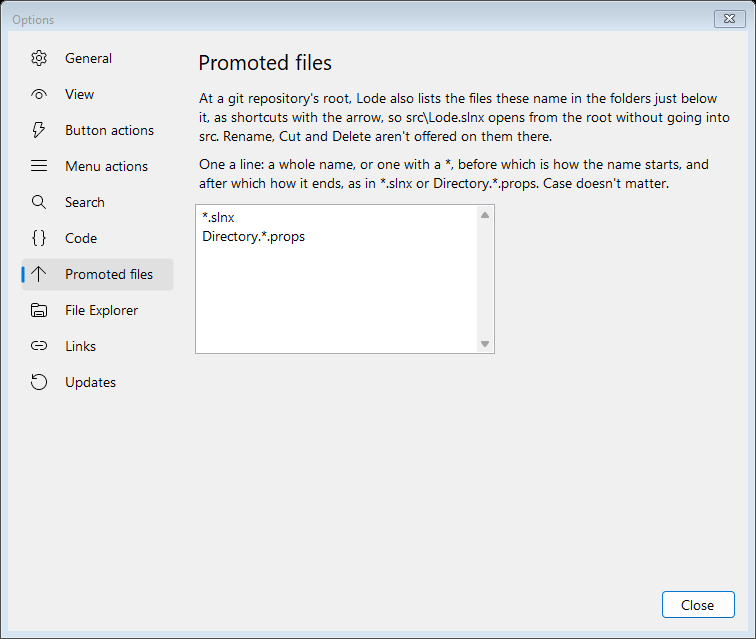 Options
General
View
Button actions
Menu actions
Search
Code
Promoted files
File Explorer
Links
Updates
Promoted files
At a git repository's root, Lode also lists the files these name in the folders just below
it, as shortcuts with the arrow, so src\Lode.slnx opens from the root without going into
src. Rename, Cut and Delete aren't offered on them there.
One a line: a whole name, or one with a *, before which is how the name starts, and
after which how it ends, as in *.slnx or Directory.*.props. Case doesn't matter.
*.slnx
Directory.*.props
Close